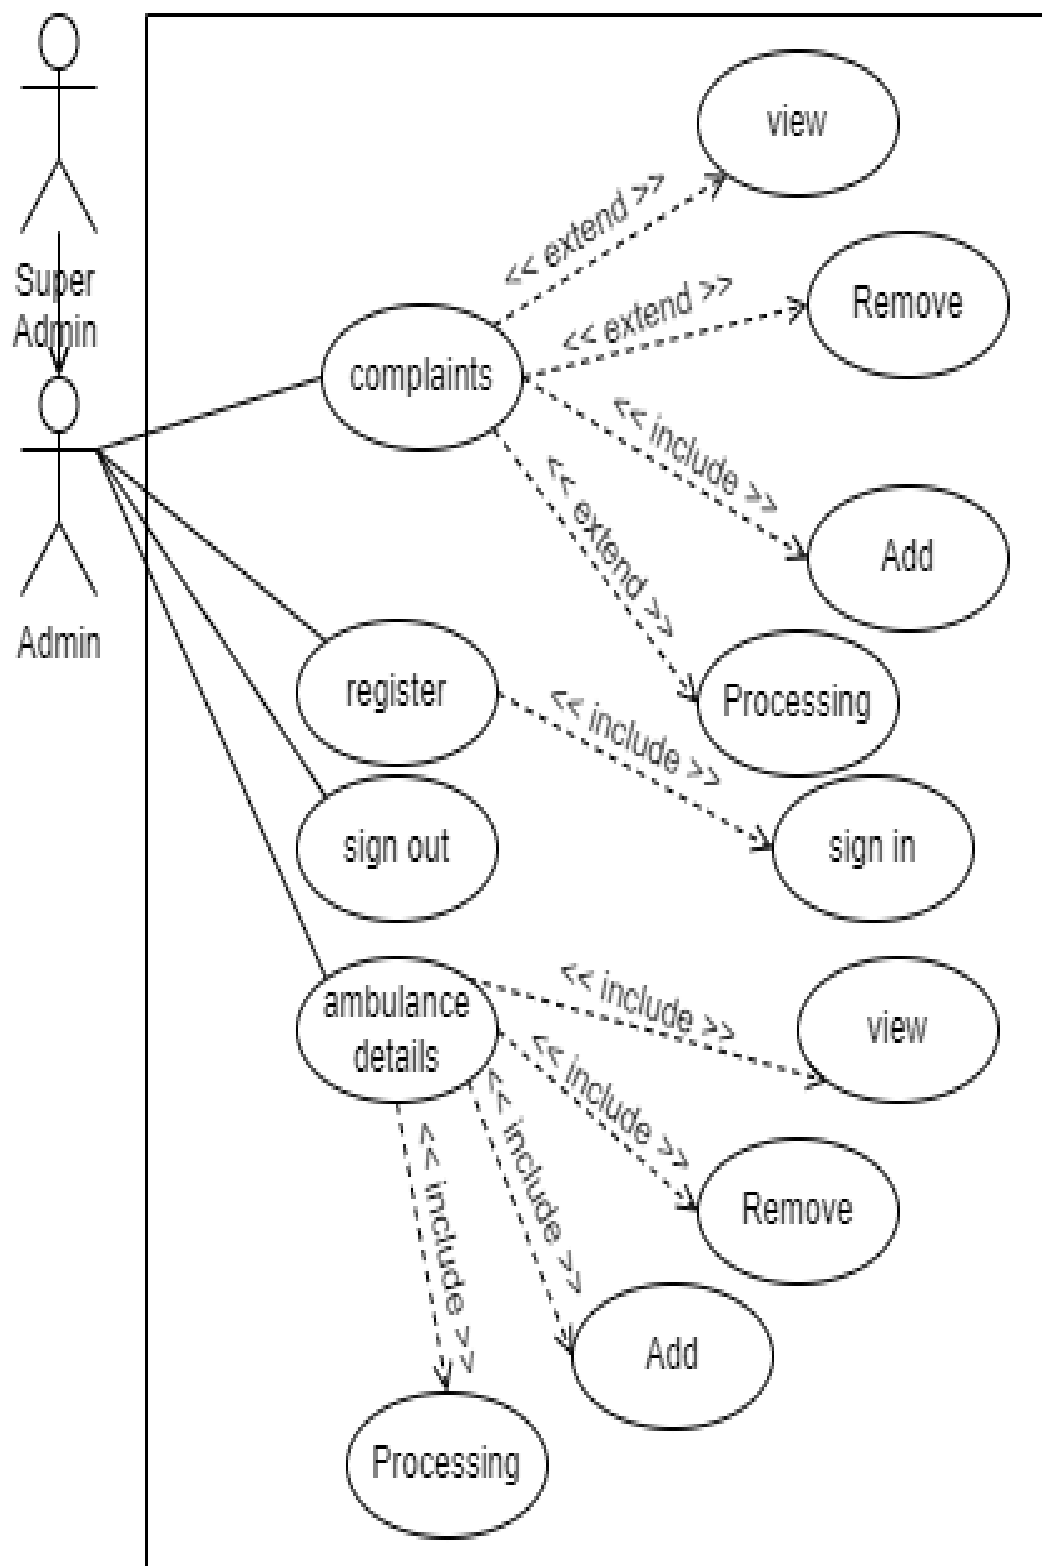 view
<< extend >>
Remove
<< extend >>
Super
Admin
complaints
<< include >>
Add
<< extend >>
Admin
register
Processing
<< include >>
sign out
sign in
ambulance
details
<< include >>
view
<< include >>
Remove
<< include >>
Add
<< include >>
Processing